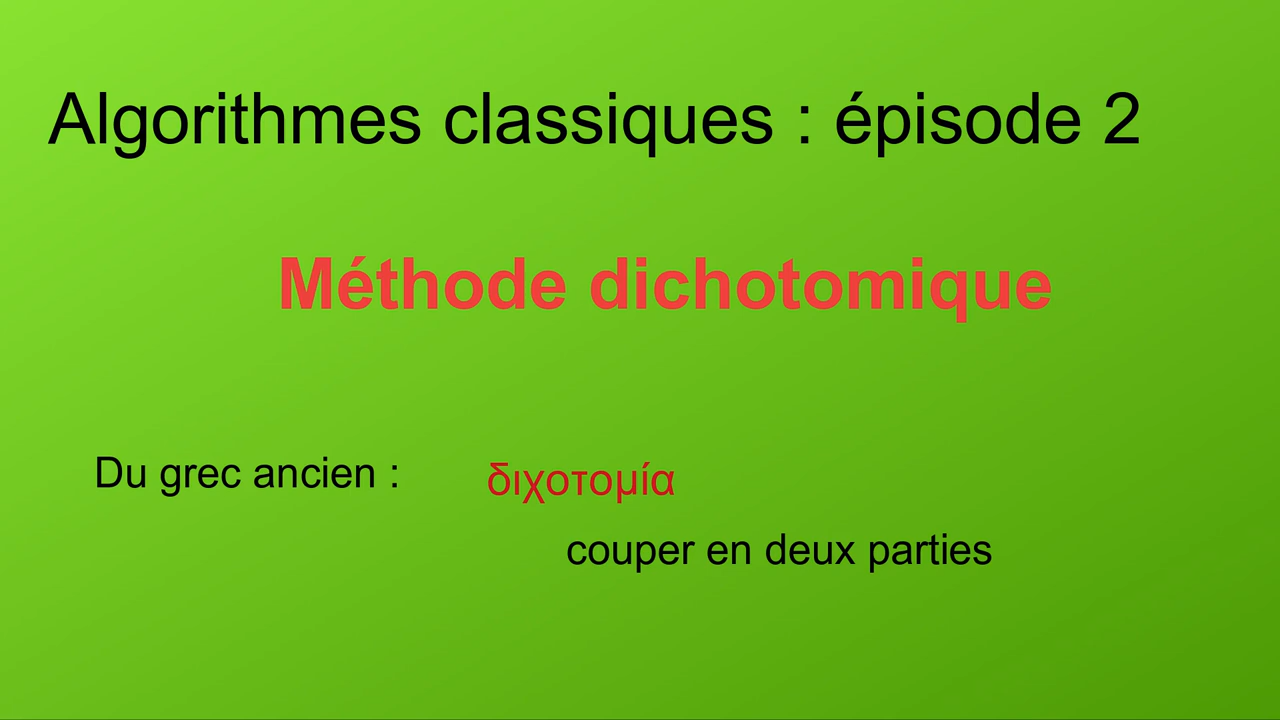 Algorithmes classiques : épisode 2
Méthode dichotomique
Du grec ancien : διχοτομία
couper en deux parties